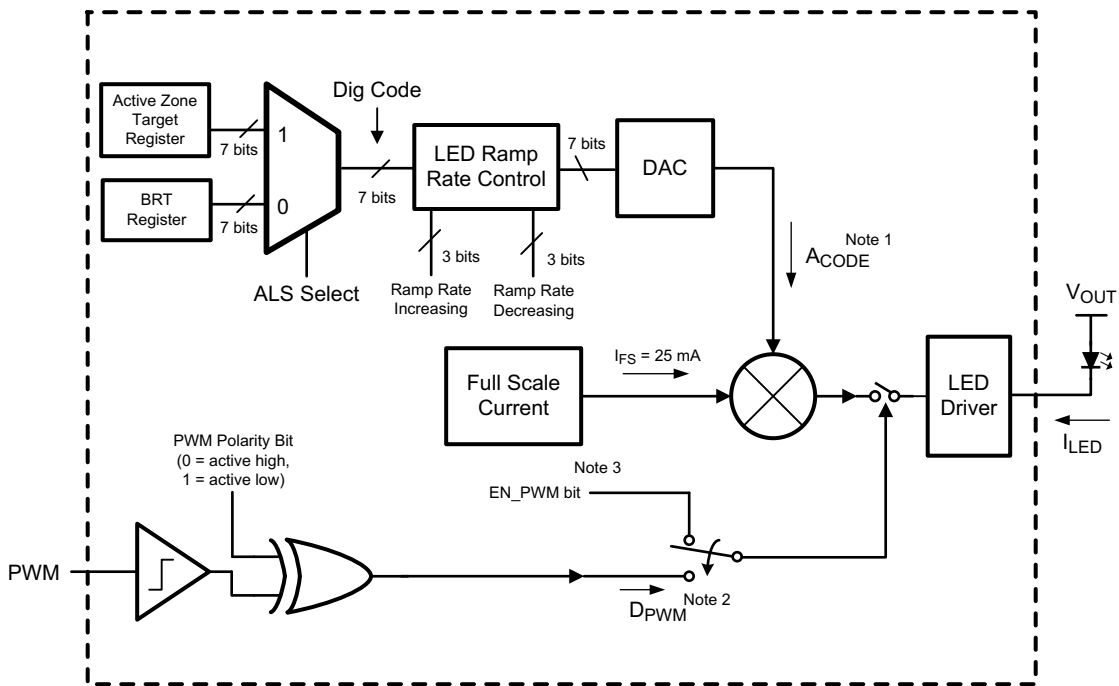 Active Zone
Target
Register
7 bits
1
BRT
Register
7 bits
0
ALS Select
Dig Code
7 bits
LED Ramp
Rate Control
3 bits
Ramp Rate
Increasing
3 bits
Ramp Rate
Decreasing
7 bits
DAC
Note 1
ACODE
Full Scale
Current
IFS = 25 mA
LED
Driver
VOUT
ILED
PWM Polarity Bit
(0 = active high,
1 = active low)
Note 3
EN_PWM bit
PWM
DPWM
Note 2